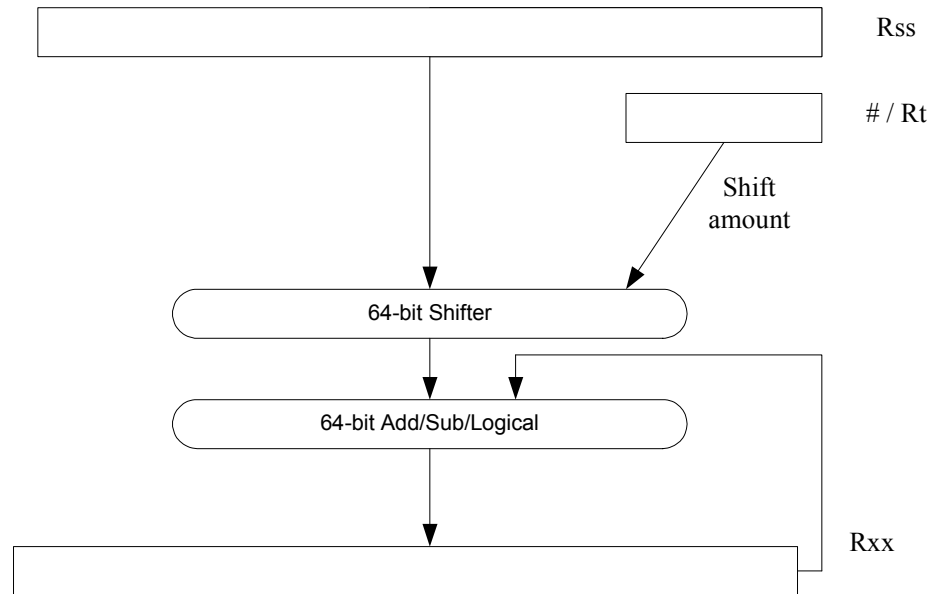 Rss
# / Rt
Shift
amount
64-bit Shifter
64-bit Add/Sub/Logical
Rxx